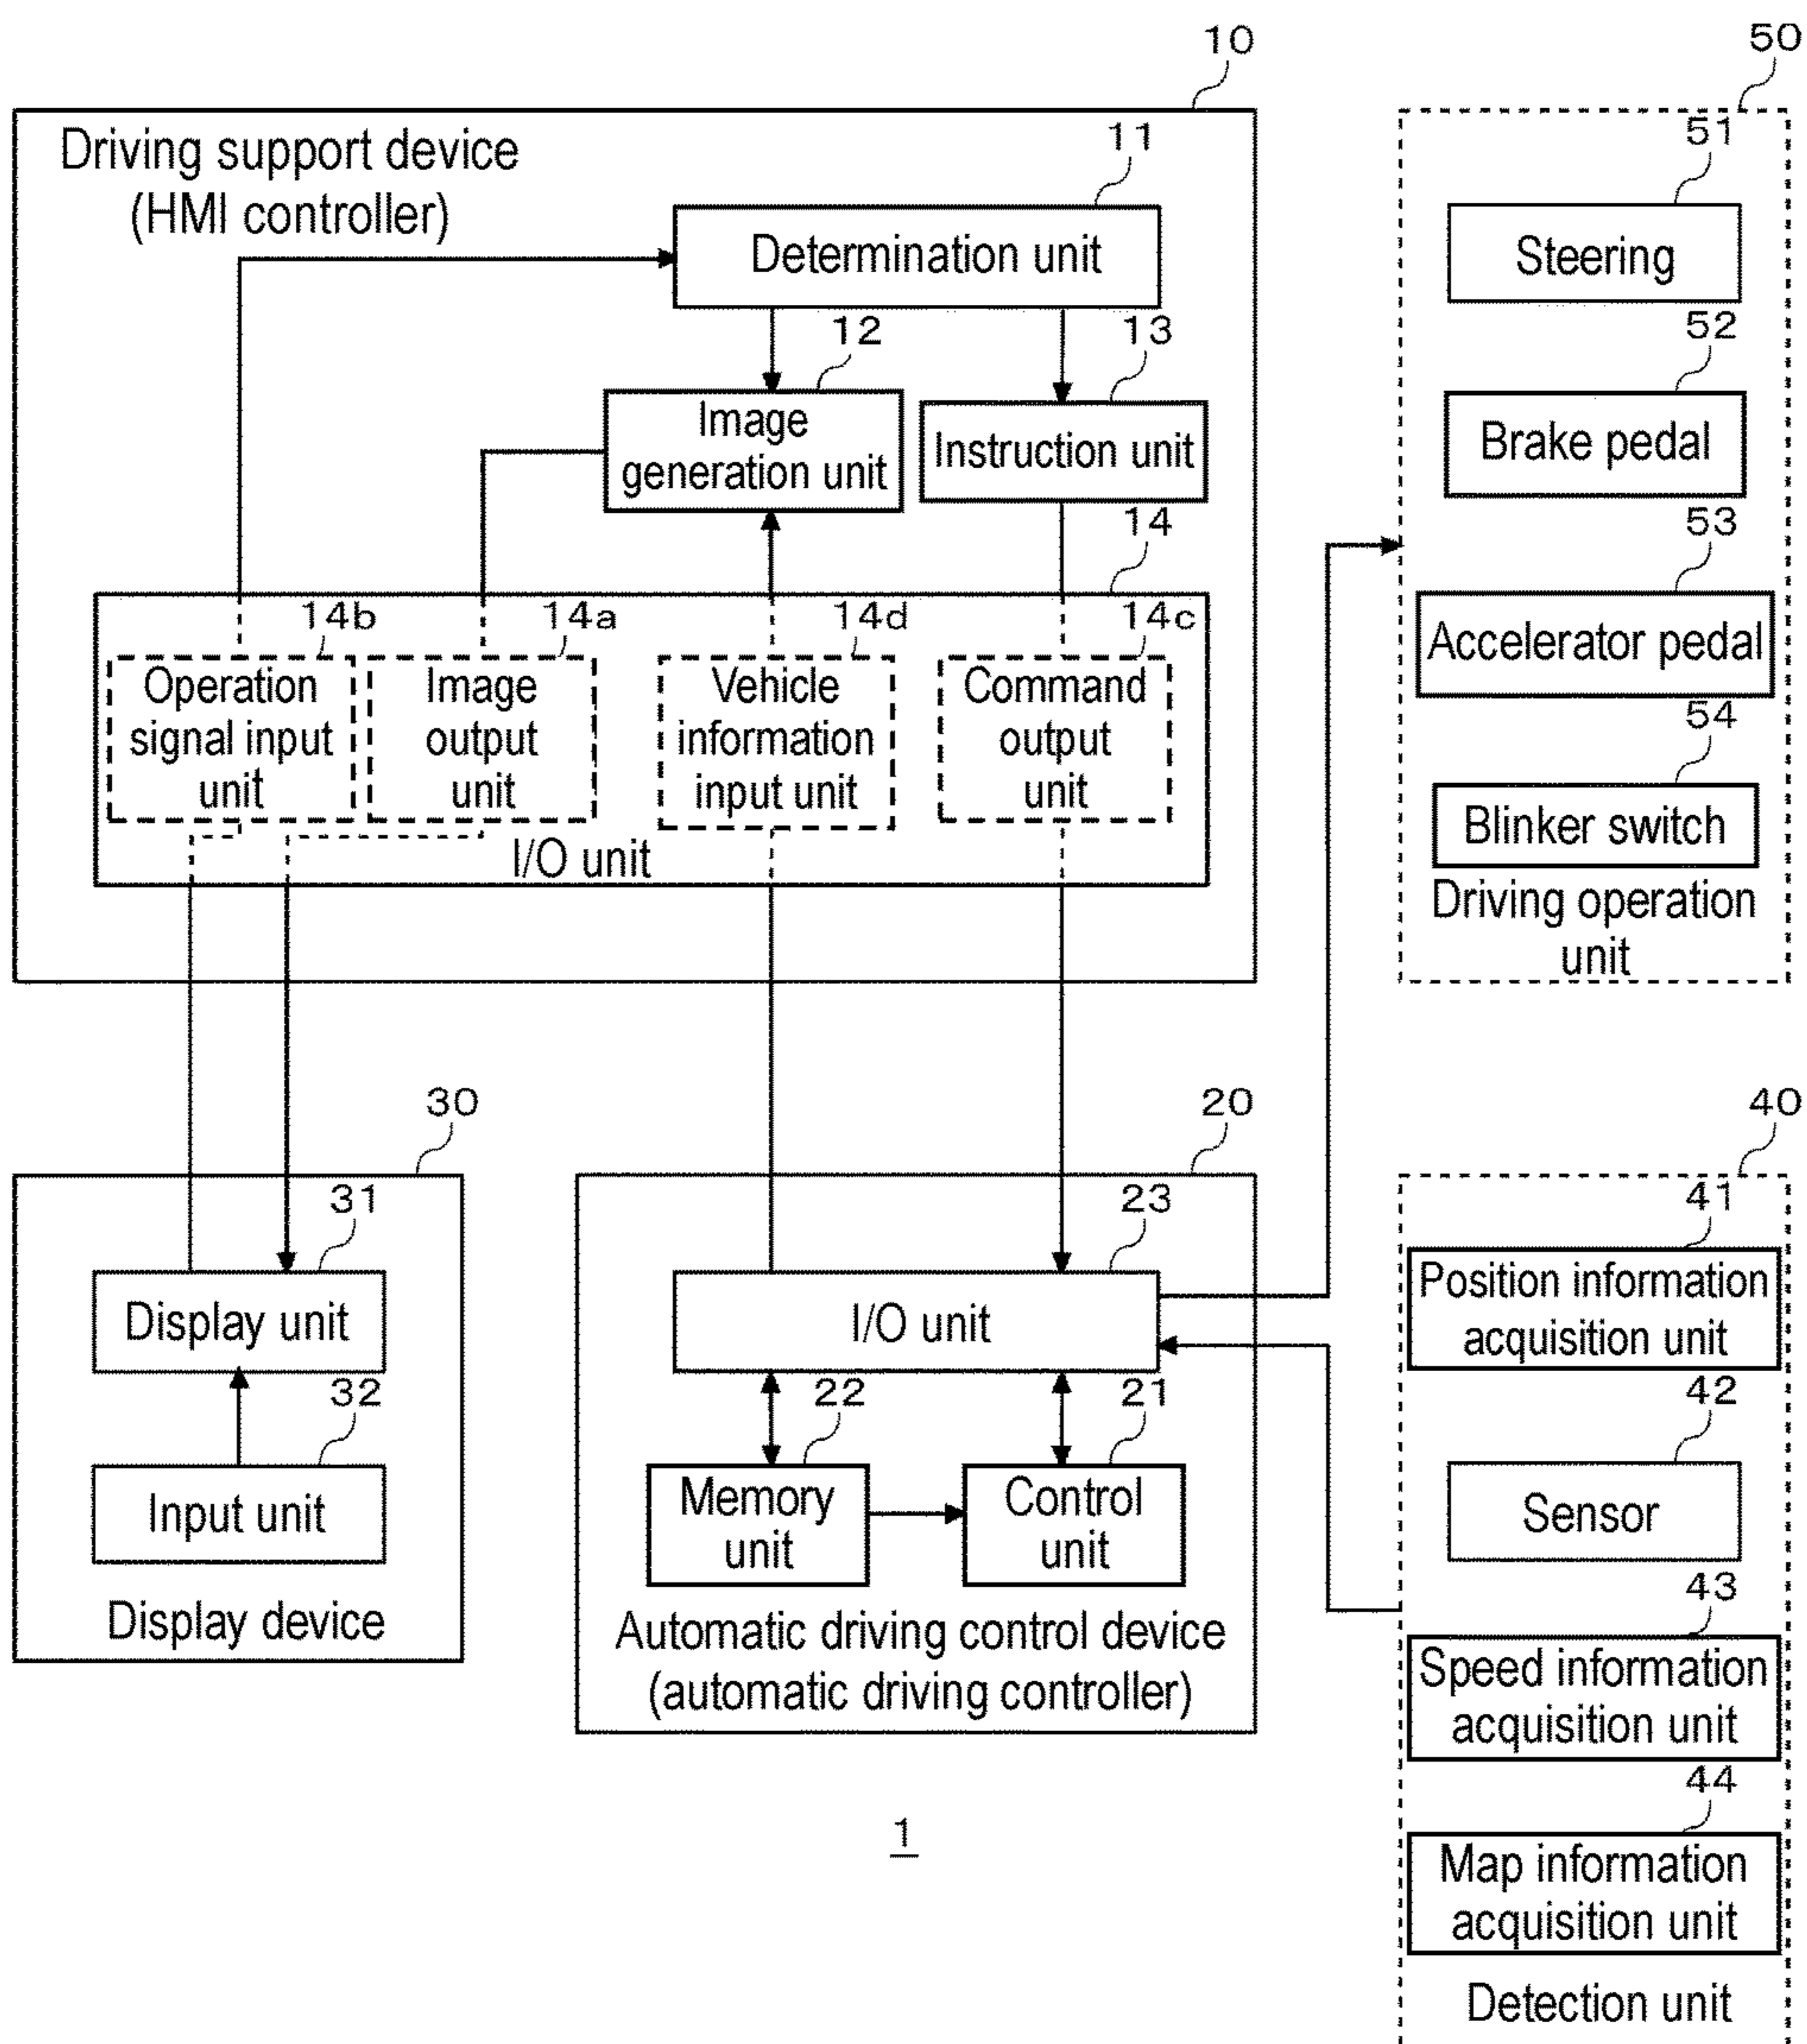 10
50
Driving support device
(HMI controller)
11
Determination unit
12
13
Image
generation unit
Instruction unit
14
14b
14a
14d
14c
Operation
signal input
unit
Image
output
unit
Vehicle
information
input unit
Command
output
unit
I/O unit
51
Steering
52
Brake pedal
53
Accelerator pedal
54
Blinker switch
Driving operation
unit
30
31
Display unit
32
Input unit
Display device
20
23
I/O unit
22
21
Memory
unit
Control
unit
Automatic driving control device
(automatic driving controller)
40
41
Position information
acquisition unit
42
Sensor
43
Speed information
acquisition unit
44
Map information
acquisition unit
Detection unit
1